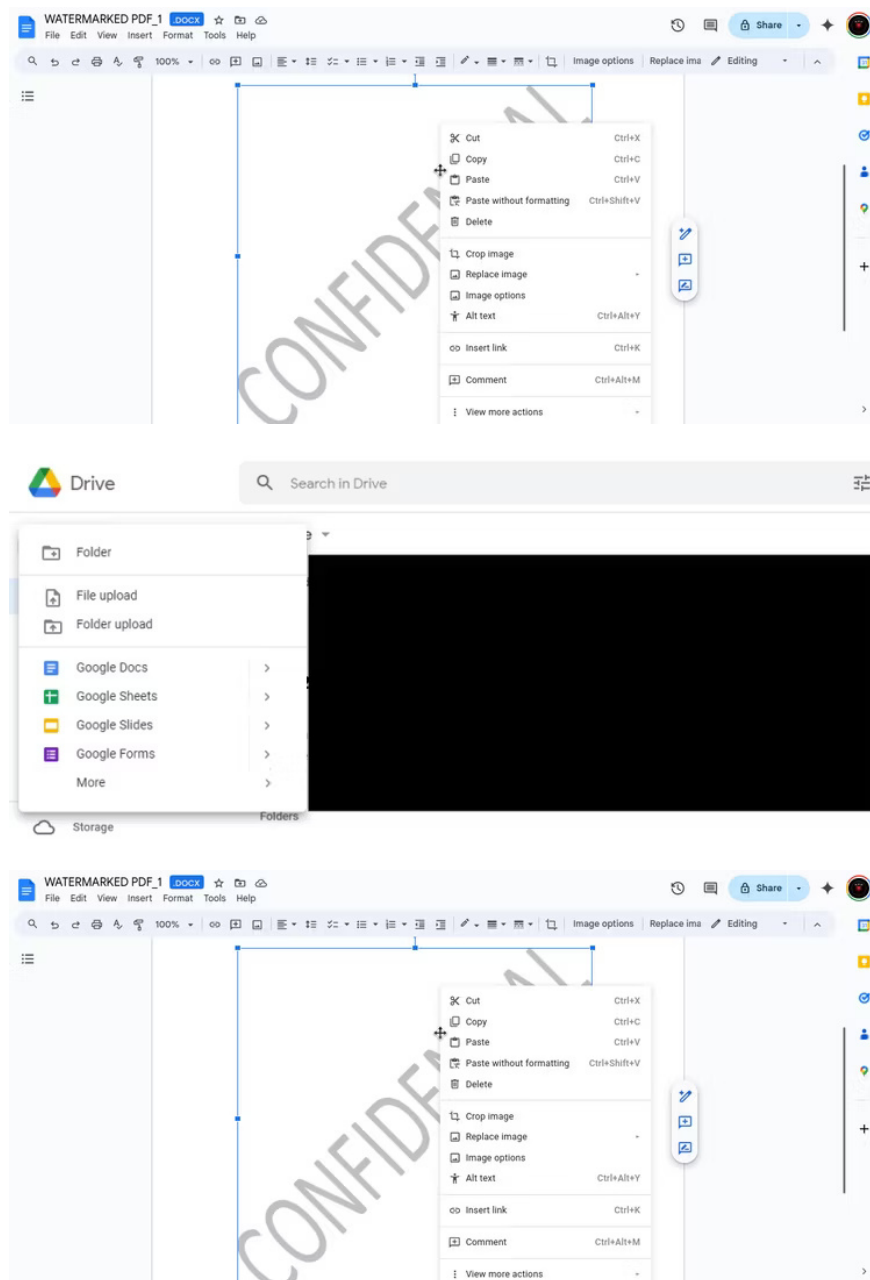 WATERMARKED PDF_1 .DOCX
File Edit View Insert Format Tools Help
Share
100% Image options Replace ima Editing
CONFIDENTIAL
Cut Ctrl+X
Copy Ctrl+C
Paste Ctrl+V
Paste without formatting Ctrl+Shift+V
Delete
Crop image
Replace image
Image options
Alt text Ctrl+Alt+Y
Insert link Ctrl+K
Comment Ctrl+Alt+M
View more actions
Drive
Search in Drive
Folder
File upload
Folder upload
Google Docs
Google Sheets
Google Slides
Google Forms
More
Folders
Storage
WATERMARKED PDF_1 .DOCX
File Edit View Insert Format Tools Help
Share
100% Image options Replace ima Editing
CONFIDENTIAL
Cut Ctrl+X
Copy Ctrl+C
Paste Ctrl+V
Paste without formatting Ctrl+Shift+V
Delete
Crop image
Replace image
Image options
Alt text Ctrl+Alt+Y
Insert link Ctrl+K
Comment Ctrl+Alt+M
View more actions